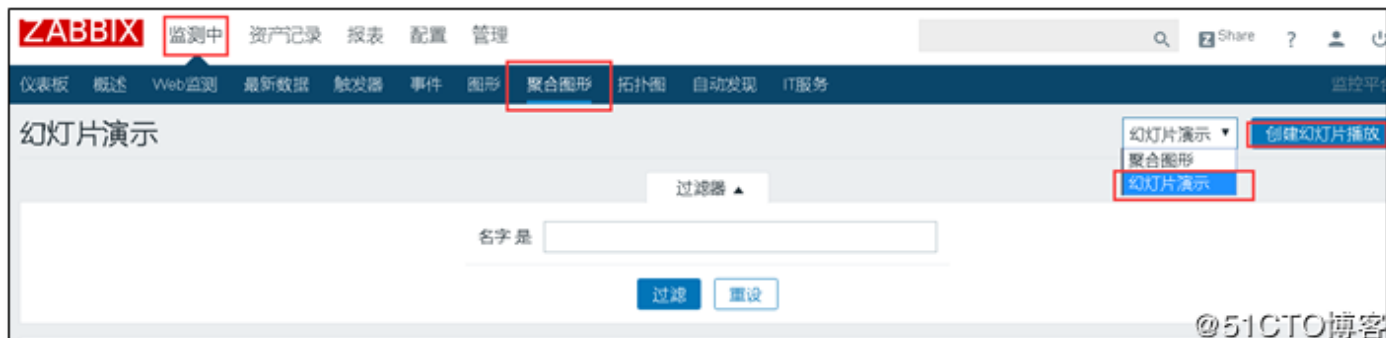 ZABBIX 监测中 资产记录 报表 配置 管理 Share ?
仪表板 概述 Web监测 最新数据 触发器 事件 图形 聚合图形 拓扑图 自动发现 IT服务 监控平台
幻灯片演示 幻灯片演示 ▼ 创建幻灯片播放
聚合图形
幻灯片演示
过滤器 ▲
名字 是
过滤 重设
@51CTO博客